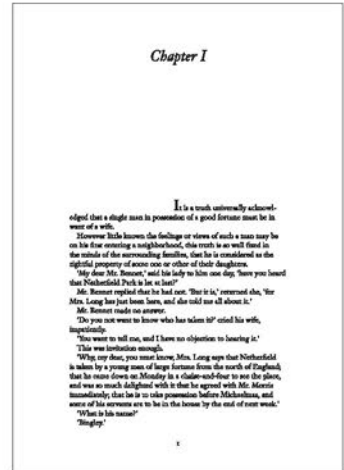 Chapter I
It is a truth universally acknowl-
edged that a single man in possession of a good fortune must be in
want of a wife.
However little known the feelings or views of such a man may be
on his first entering a neighborhood, this truth is so well fixed in
the minds of the surrounding families, that he is considered as the
rightful property of some one or other of their daughters.
'My dear Mr. Bennet,' said his lady to him one day, 'have you heard
that Netherfield Park is let at last?'
Mr. Bennet replied that he had not. 'But it is,' returned she, 'for
Mrs. Long has just been here, and she told me all about it.'
Mr. Bennet made no answer.
'Do you not want to know who has taken it?' cried his wife,
impatiently.
'You want to tell me, and I have no objection to hearing it.'
This was invitation enough.
'Why, my dear, you must know, Mrs. Long says that Netherfield
is taken by a young man of large fortune from the north of England;
that he came down on Monday in a chaise-and-four to see the place,
and was so much delighted with it that he agreed with Mr. Morris
immediately; that he is to take possession before Michaelmas, and
some of his servants are to be in the house by the end of next week.'
'What is his name?'
'Bingley.'
1